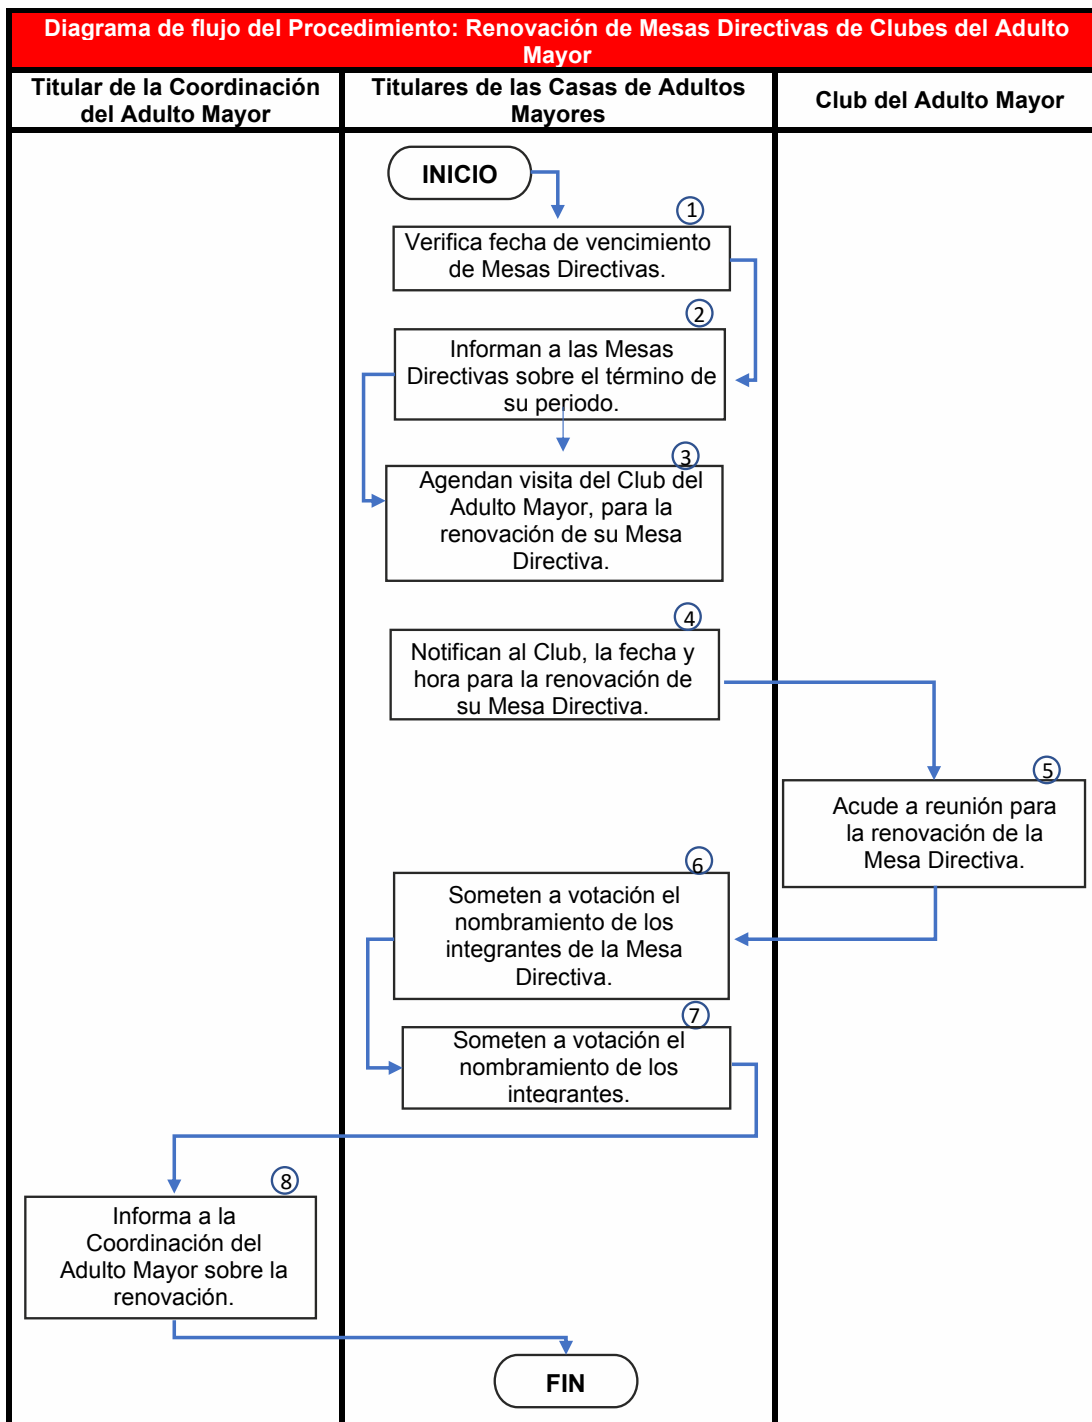 Diagrama de flujo del Procedimiento: Renovación de Mesas Directivas de Clubes del Adulto
Mayor
Titular de la Coordinación
del Adulto Mayor
Titulares de las Casas de Adultos
Mayores
Club del Adulto Mayor
INICIO
1
Verifica fecha de vencimiento
de Mesas Directivas.
2
Informan a las Mesas
Directivas sobre el término de
su periodo.
3
Agendan visita del Club del
Adulto Mayor, para la
renovación de su Mesa
Directiva.
4
Notifican al Club, la fecha y
hora para la renovación de
su Mesa Directiva.
5
Acude a reunión para
la renovación de la
Mesa Directiva.
6
Someten a votación el
nombramiento de los
integrantes de la Mesa
Directiva.
7
Someten a votación el
nombramiento de los
integrantes.
8
Informa a la
Coordinación del
Adulto Mayor sobre la
renovación.
FIN